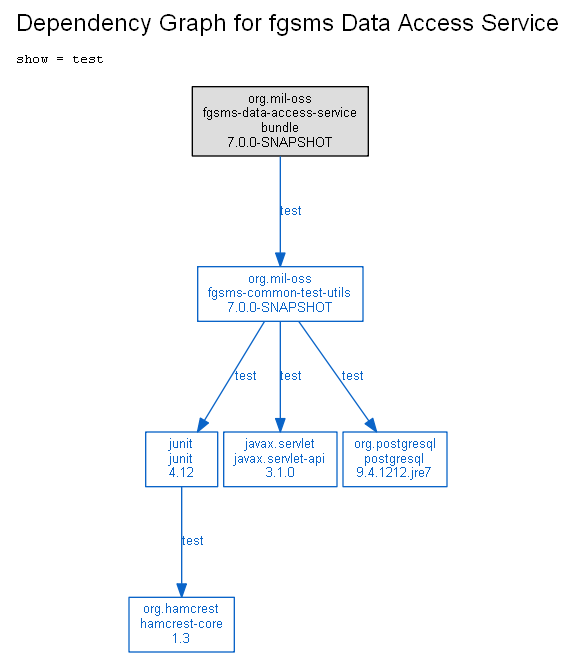 Dependency Graph for fgsms Data Access Service
show = test
org.mil-oss
fgsms-data-access-service
bundle
7.0.0-SNAPSHOT
test
org.mil-oss
fgsms-common-test-utils
7.0.0-SNAPSHOT
test
test
test
junit
junit
4.12
javax.servlet
javax.servlet-api
3.1.0
org.postgresql
postgresql
9.4.1212.jre7
test
org.hamcrest
hamcrest-core
1.3